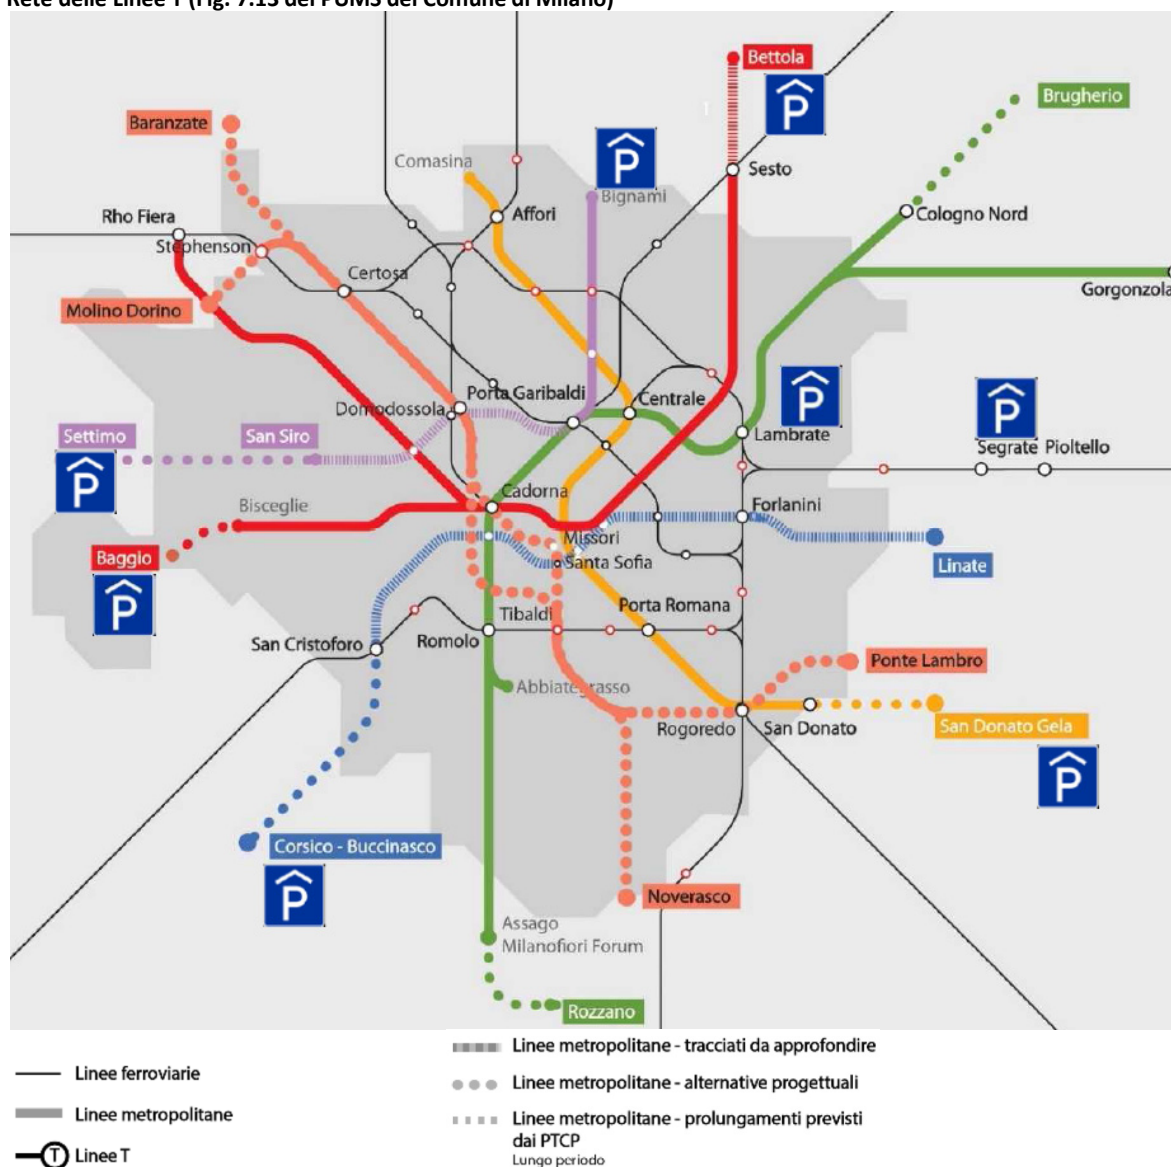 Rete delle Linee T (Fig. 7.13 del PUMS del Comune di Milano)
Bettola
P
Brugherio
Baranzate
P
Comasina
Sesto
Bignami
Rho Fiera
Affori
Cologno Nord
Stephenson
Certosa
Gorgonzola
Molino Dorino
P
P
Porta Garibaldi
Centrale
Domodossola
Settimo
San Siro
Lambrate
Segrate
Pioltello
P
Cadorna
Bisceglie
Forlanini
Missori
Baggio
Santa Sofia
Linate
P
Tibaldi
Porta Romana
San Cristoforo
Romolo
Ponte Lambro
Abbiategrasso
Rogoredo
San Donato
San Donato Gela
P
Corsico - Buccinasco
P
Noverasco
Assago
Milanofiori Forum
Rozzano
Linee ferroviarie
Linee metropolitane
T Linee T
Linee metropolitane - tracciati da approfondire
Linee metropolitane - alternative progettuali
Linee metropolitane - prolungamenti previsti
dai PTCP
Lungo periodo